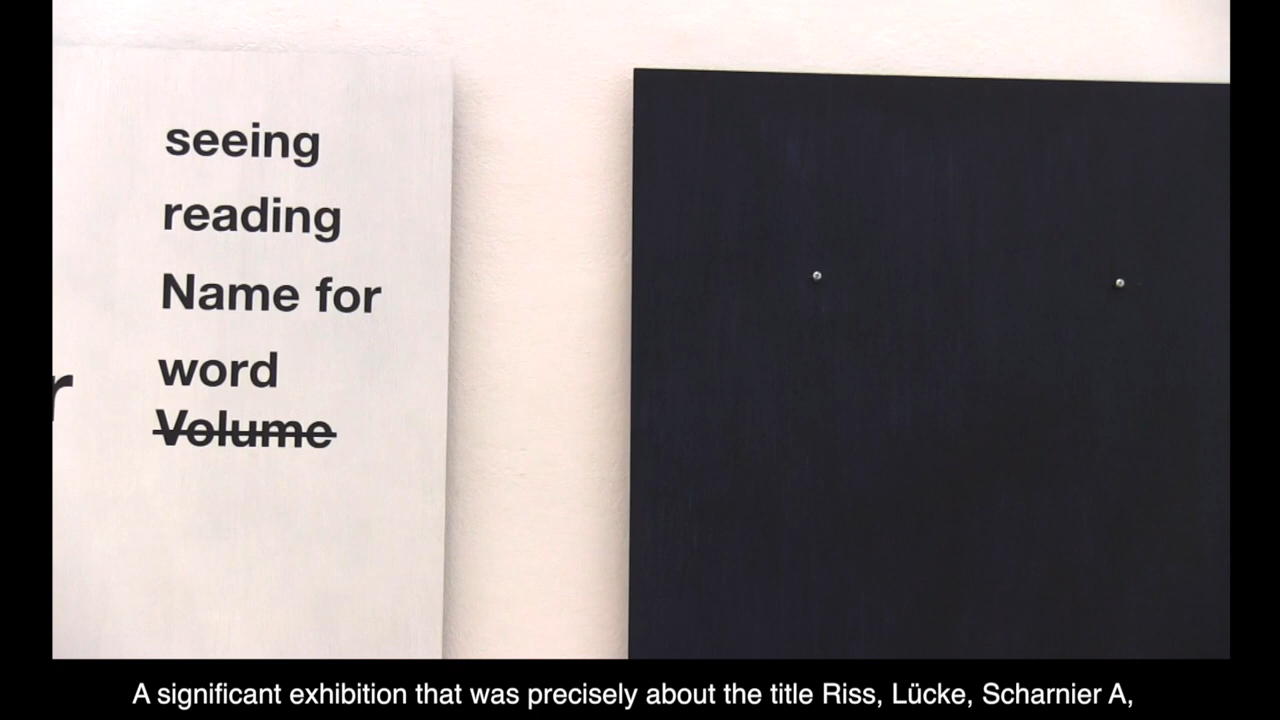 seeing
reading
Name for
word
Volume
r
A significant exhibition that was precisely about the title Riss, Lücke, Scharnier A,